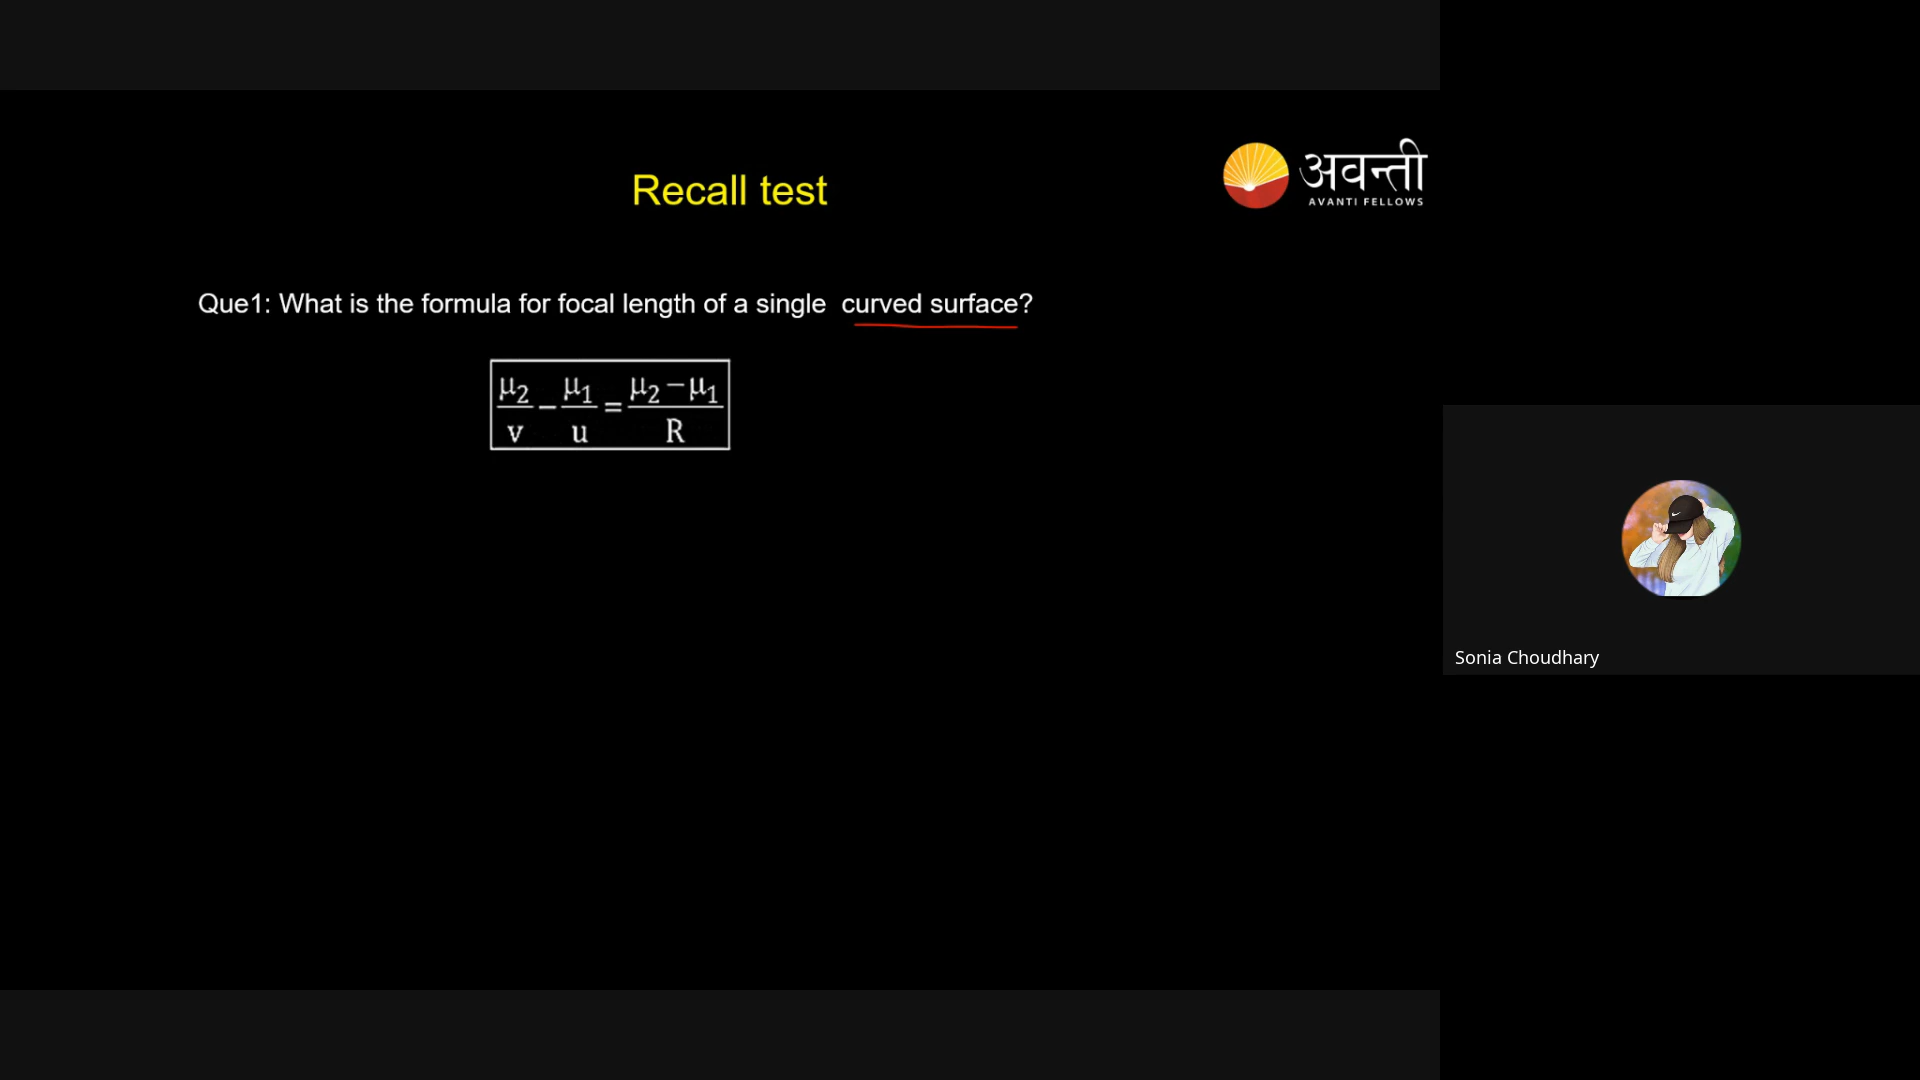 Recall test
अवन्ती
AVANTI FELLOWS
Que1: What is the formula for focal length of a single  curved surface?
μ₂/v − μ₁/u = (μ₂ − μ₁)/R
Sonia Choudhary